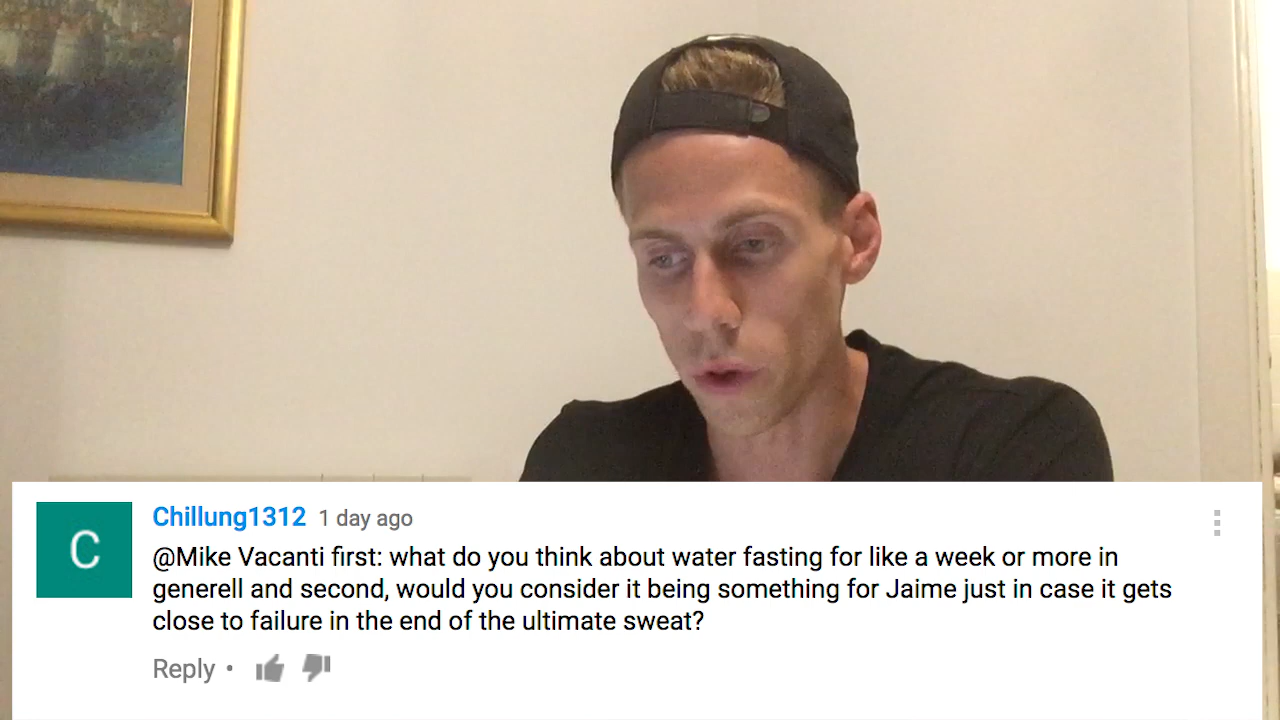 C
Chillung1312 1 day ago
@Mike Vacanti first: what do you think about water fasting for like a week or more in
generell and second, would you consider it being something for Jaime just in case it gets
close to failure in the end of the ultimate sweat?
Reply •